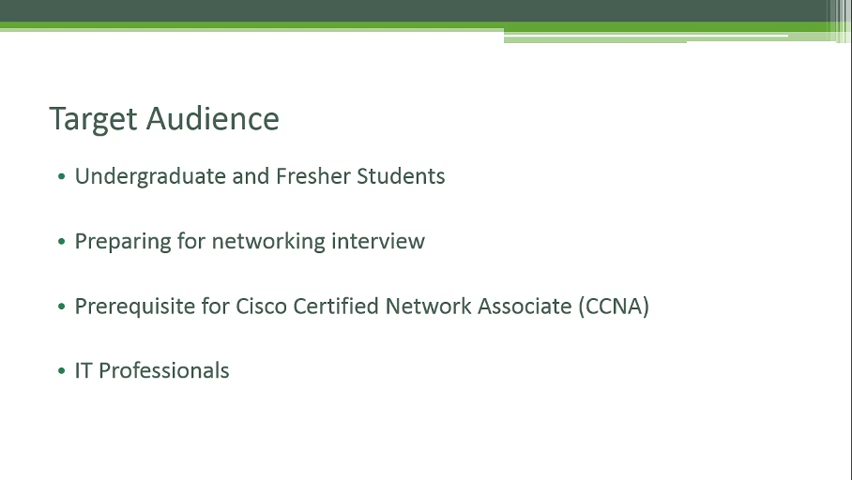 Target Audience
• Undergraduate and Fresher Students
• Preparing for networking interview
• Prerequisite for Cisco Certified Network Associate (CCNA)
• IT Professionals